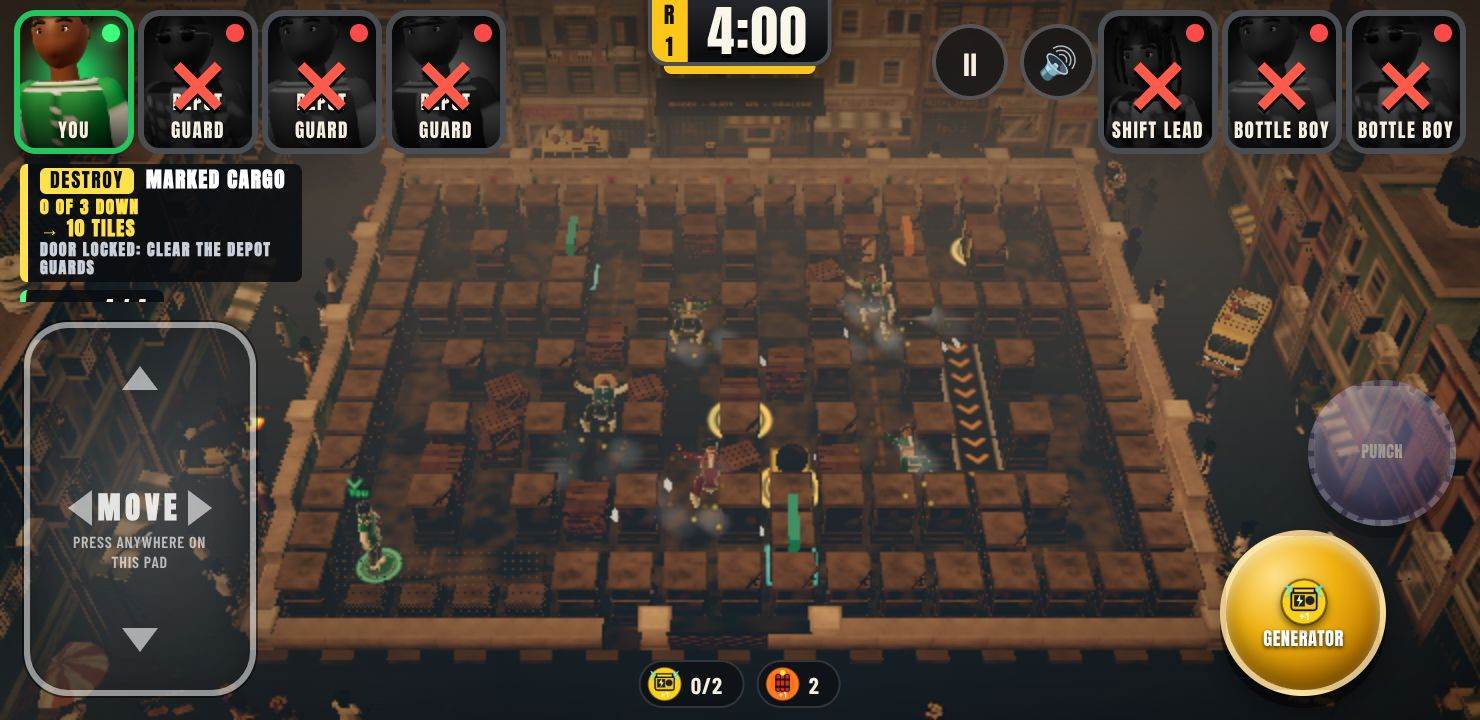 R
1
4:00
YOU
GUARD
GUARD
GUARD
SHIFT LEAD
BOTTLE BOY
BOTTLE BOY
DESTROY MARKED CARGO
0 OF 3 DOWN
→ 10 TILES
DOOR LOCKED: CLEAR THE DEPOT
GUARDS
MOVE
PRESS ANYWHERE ON
THIS PAD
You
PUNCH
+1
GENERATOR
0/2
2